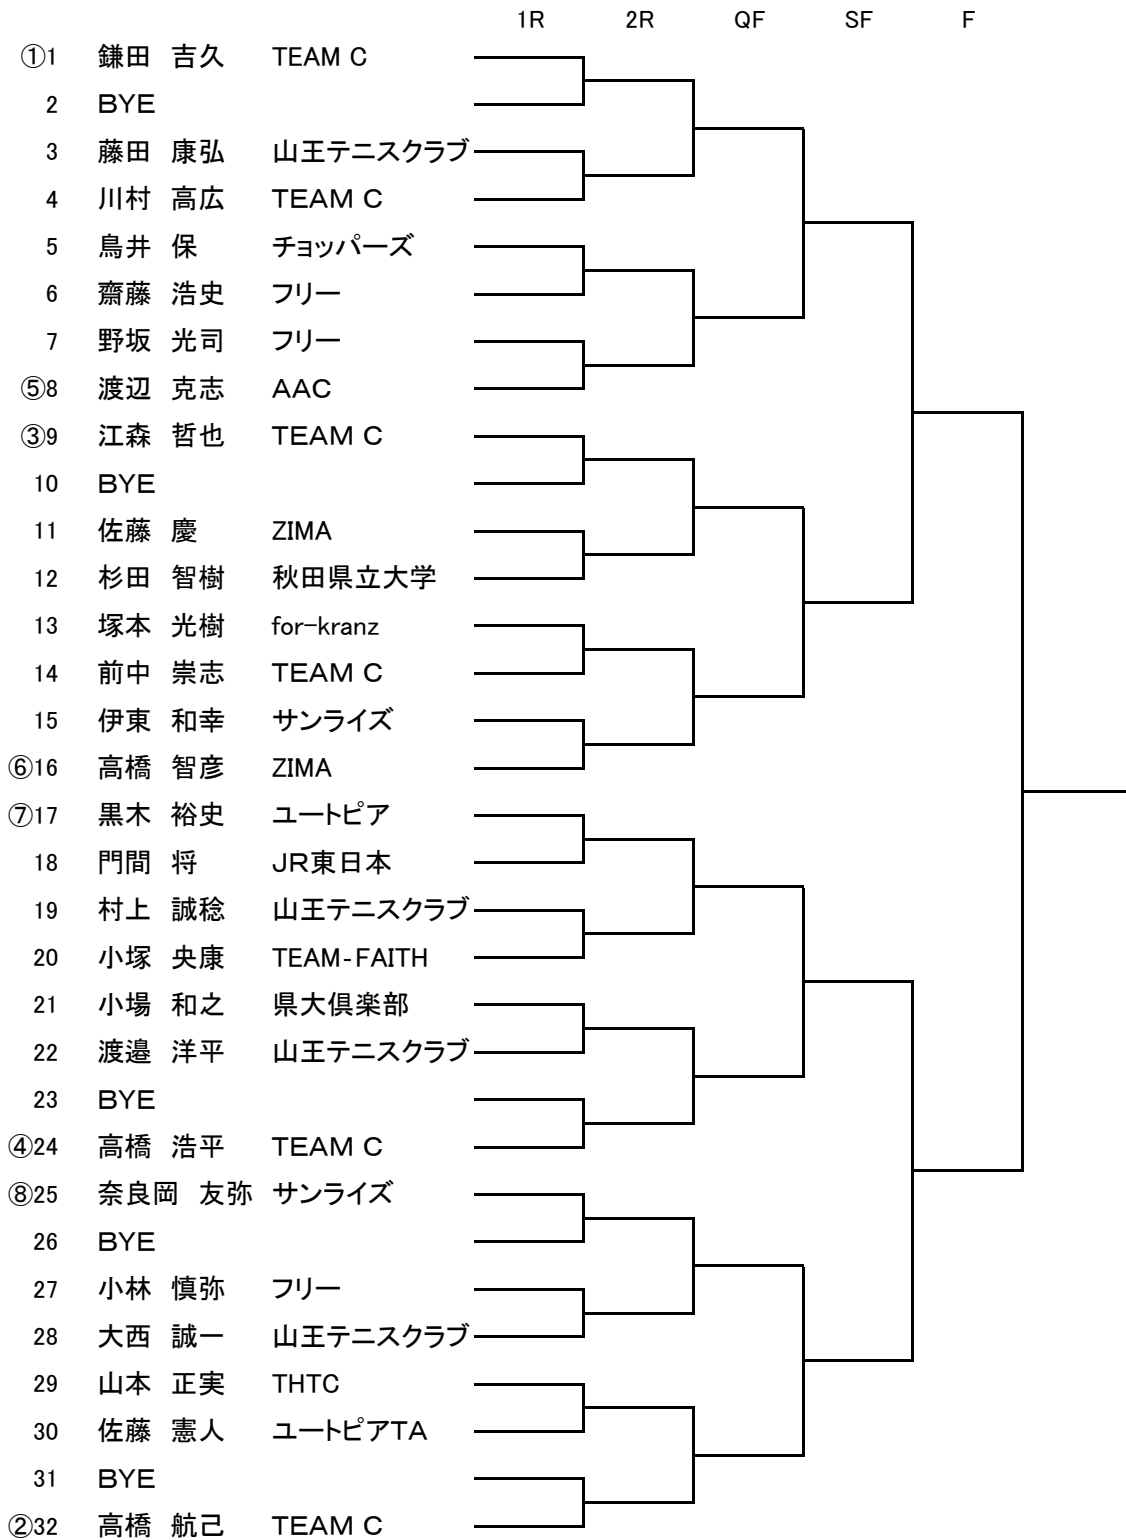 1R 2R QF SF F
①1 鎌田 吉久 TEAM C
2 BYE
3 藤田 康弘 山王テニスクラブ
4 川村 高広 TEAM C
5 鳥井 保 チョッパーズ
6 齋藤 浩史 フリー
7 野坂 光司 フリー
⑤8 渡辺 克志 AAC
③9 江森 哲也 TEAM C
10 BYE
11 佐藤 慶 ZIMA
12 杉田 智樹 秋田県立大学
13 塚本 光樹 for-kranz
14 前中 崇志 TEAM C
15 伊東 和幸 サンライズ
⑥16 高橋 智彦 ZIMA
⑦17 黒木 裕史 ユートピア
18 門間 将 JR東日本
19 村上 誠稔 山王テニスクラブ
20 小塚 央康 TEAM-FAITH
21 小場 和之 県大倶楽部
22 渡邉 洋平 山王テニスクラブ
23 BYE
④24 高橋 浩平 TEAM C
⑧25 奈良岡 友弥 サンライズ
26 BYE
27 小林 慎弥 フリー
28 大西 誠一 山王テニスクラブ
29 山本 正実 THTC
30 佐藤 憲人 ユートピアTA
31 BYE
②32 高橋 航己 TEAM C